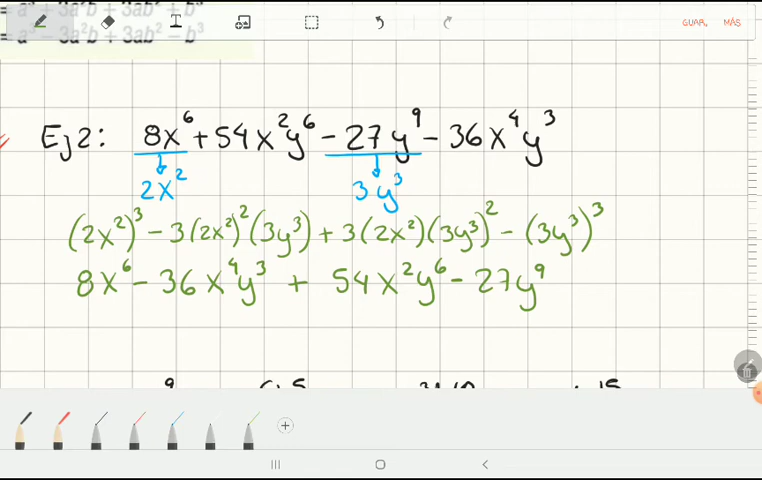 = a³ + 3a²b + 3ab² + b³
= a³ - 3a²b + 3ab² - b³
GUAR. MÁS
Ej2: 8x⁶ + 54x²y⁶ - 27y⁹ - 36x⁴y³
2x² 3y³
(2x²)³ - 3(2x²)²(3y³) + 3(2x²)(3y³)² - (3y³)³
8x⁶ - 36x⁴y³ + 54x²y⁶ - 27y⁹